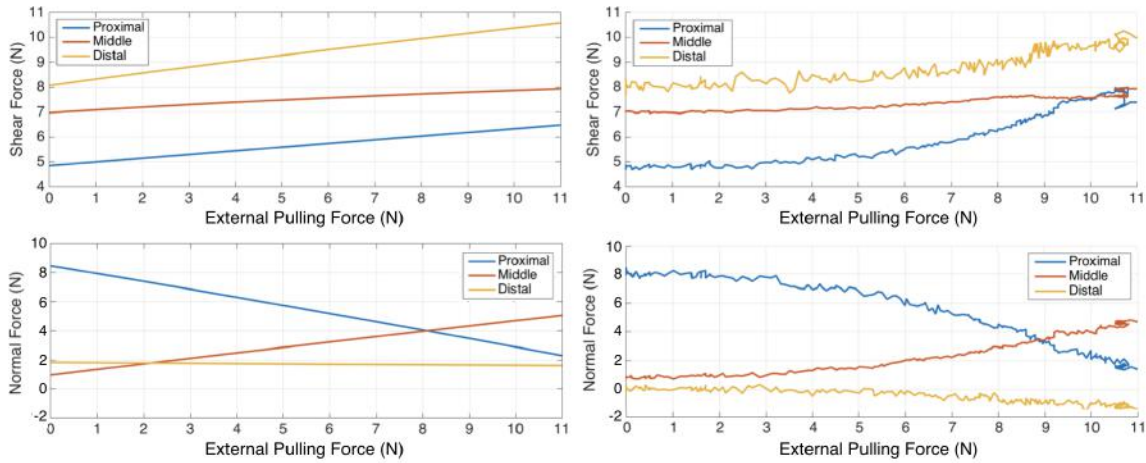 11
10
9
8
7
6
5
4
Shear Force (N)
Proximal
Middle
Distal
0 1 2 3 4 5 6 7 8 9 10 11
External Pulling Force (N)
11
10
9
8
7
6
5
4
Shear Force (N)
Proximal
Middle
Distal
0 1 2 3 4 5 6 7 8 9 10 11
External Pulling Force (N)
10
8
6
4
2
0
-2
Normal Force (N)
Proximal
Middle
Distal
0 1 2 3 4 5 6 7 8 9 10 11
External Pulling Force (N)
10
8
6
4
2
0
-2
Normal Force (N)
Proximal
Middle
Distal
0 1 2 3 4 5 6 7 8 9 10 11
External Pulling Force (N)